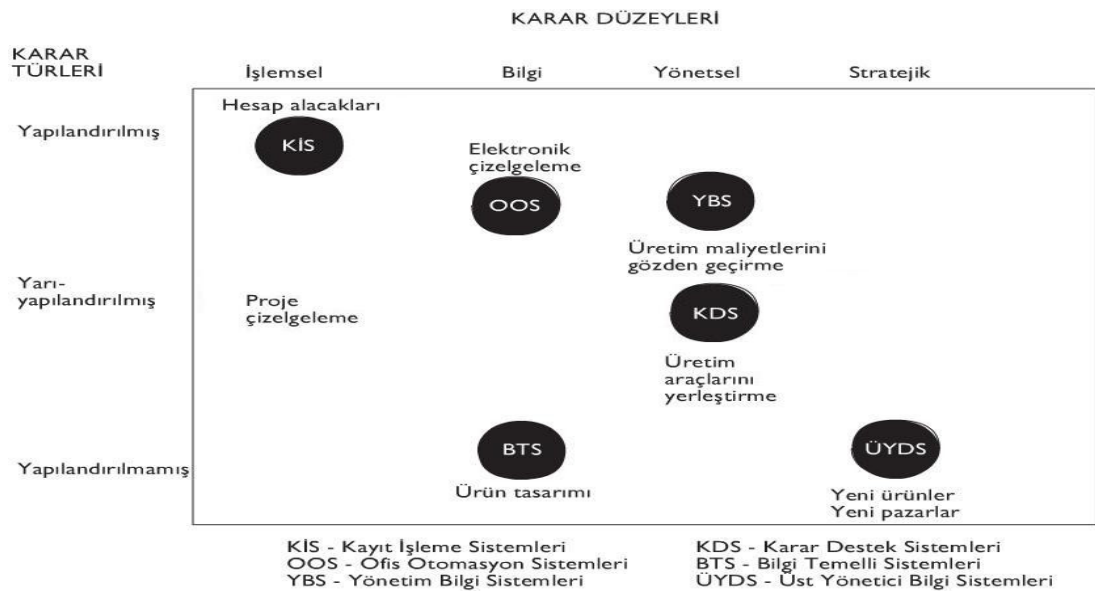 KARAR DÜZEYLERİ
KARAR
TÜRLERİ
İşlemsel
Bilgi
Yönetsel
Stratejik
Yapılandırılmış
Hesap alacakları
KİS
Elektronik
çizelgeleme
OOS
YBS
Üretim maliyetlerini
gözden geçirme
Yarı-
yapılandırılmış
Proje
çizelgeleme
KDS
Üretim
araçlarını
yerleştirme
Yapılandırılmamış
BTS
Ürün tasarımı
ÜYDS
Yeni ürünler
Yeni pazarlar
KİS - Kayıt İşleme Sistemleri
OOS - Ofis Otomasyon Sistemleri
YBS - Yönetim Bilgi Sistemleri
KDS - Karar Destek Sistemleri
BTS - Bilgi Temelli Sistemleri
ÜYDS - Üst Yönetici Bilgi Sistemleri